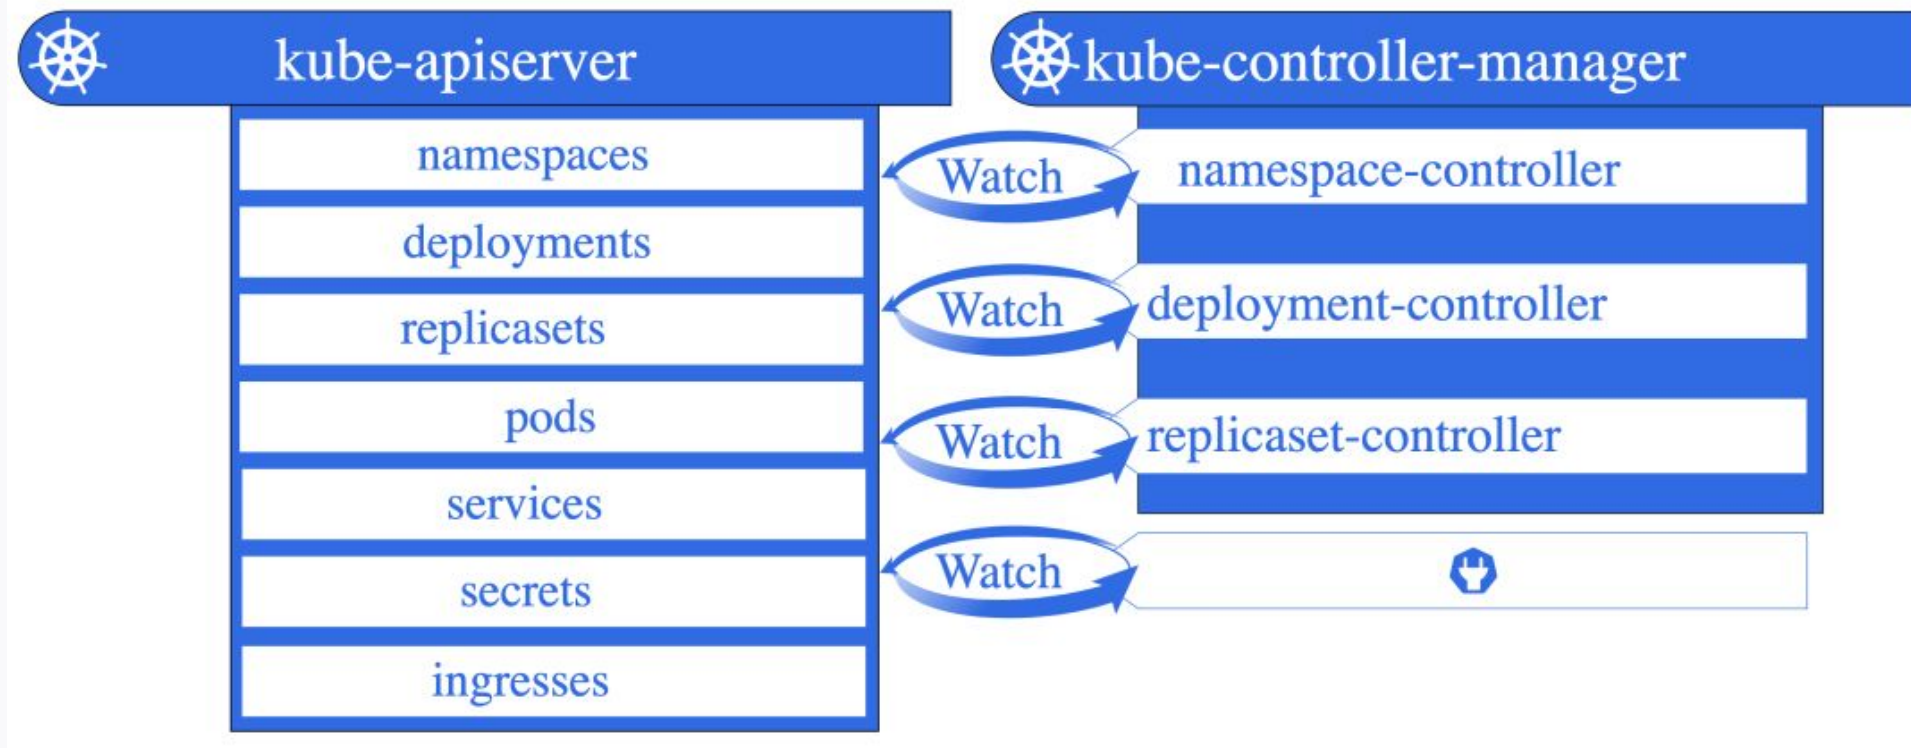 kube-apiserver
namespaces
deployments
replicasets
pods
services
secrets
ingresses
kube-controller-manager
Watch
namespace-controller
Watch
deployment-controller
Watch
replicaset-controller
Watch